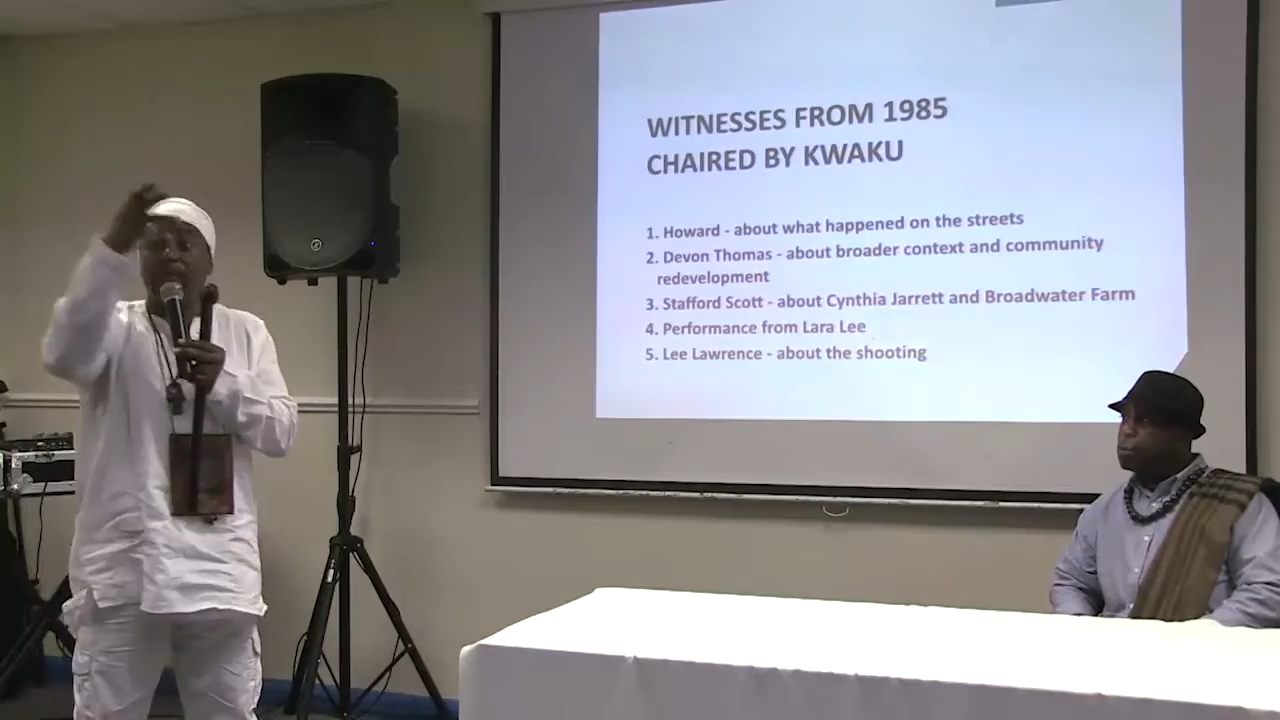 WITNESSES FROM 1985
CHAIRED BY KWAKU
1. Howard - about what happened on the streets
2. Devon Thomas - about broader context and community
redevelopment
3. Stafford Scott - about Cynthia Jarrett and Broadwater Farm
4. Performance from Lara Lee
5. Lee Lawrence - about the shooting